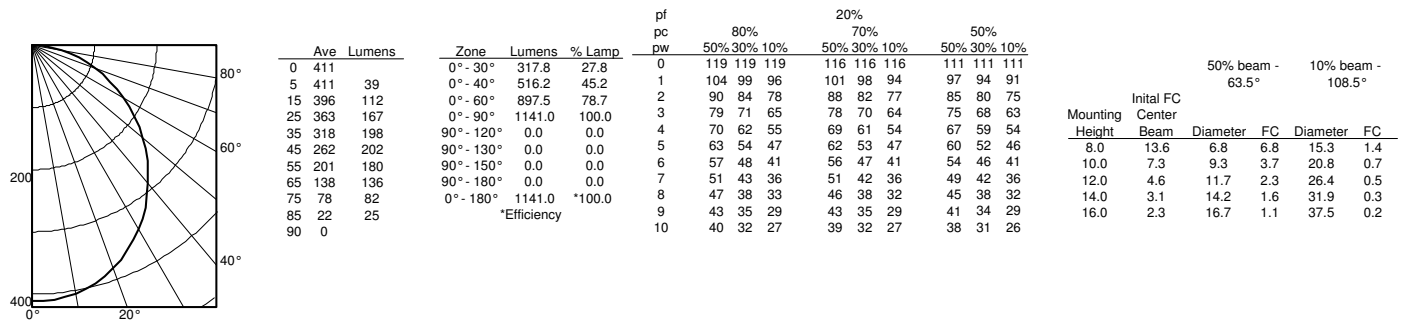 80°
60°
40°
200
400
0° 20°
Ave Lumens
0 411
5 411 39
15 396 112
25 363 167
35 318 198
45 262 202
55 201 180
65 138 136
75 78 82
85 22 25
90 0
Zone Lumens % Lamp
0° - 30° 317.8 27.8
0° - 40° 516.2 45.2
0° - 60° 897.5 78.7
0° - 90° 1141.0 100.0
90° - 120° 0.0 0.0
90° - 130° 0.0 0.0
90° - 150° 0.0 0.0
90° - 180° 0.0 0.0
0° - 180° 1141.0 *100.0
*Efficiency
pf 20%
pc 80% 70% 50%
pw 50% 30% 10% 50% 30% 10% 50% 30% 10%
0 119 119 119 116 116 116 111 111 111
1 104 99 96 101 98 94 97 94 91
2 90 84 78 88 82 77 85 80 75
3 79 71 65 78 70 64 75 68 63
4 70 62 55 69 61 54 67 59 54
5 63 54 47 62 53 47 60 52 46
6 57 48 41 56 47 41 54 46 41
7 51 43 36 51 42 36 49 42 36
8 47 38 33 46 38 32 45 38 32
9 43 35 29 43 35 29 41 34 29
10 40 32 27 39 32 27 38 31 26
50% beam - 10% beam -
63.5° 108.5°
Inital FC
Mounting Center
Height Beam Diameter FC Diameter FC
8.0 13.6 6.8 6.8 15.3 1.4
10.0 7.3 9.3 3.7 20.8 0.7
12.0 4.6 11.7 2.3 26.4 0.5
14.0 3.1 14.2 1.6 31.9 0.3
16.0 2.3 16.7 1.1 37.5 0.2